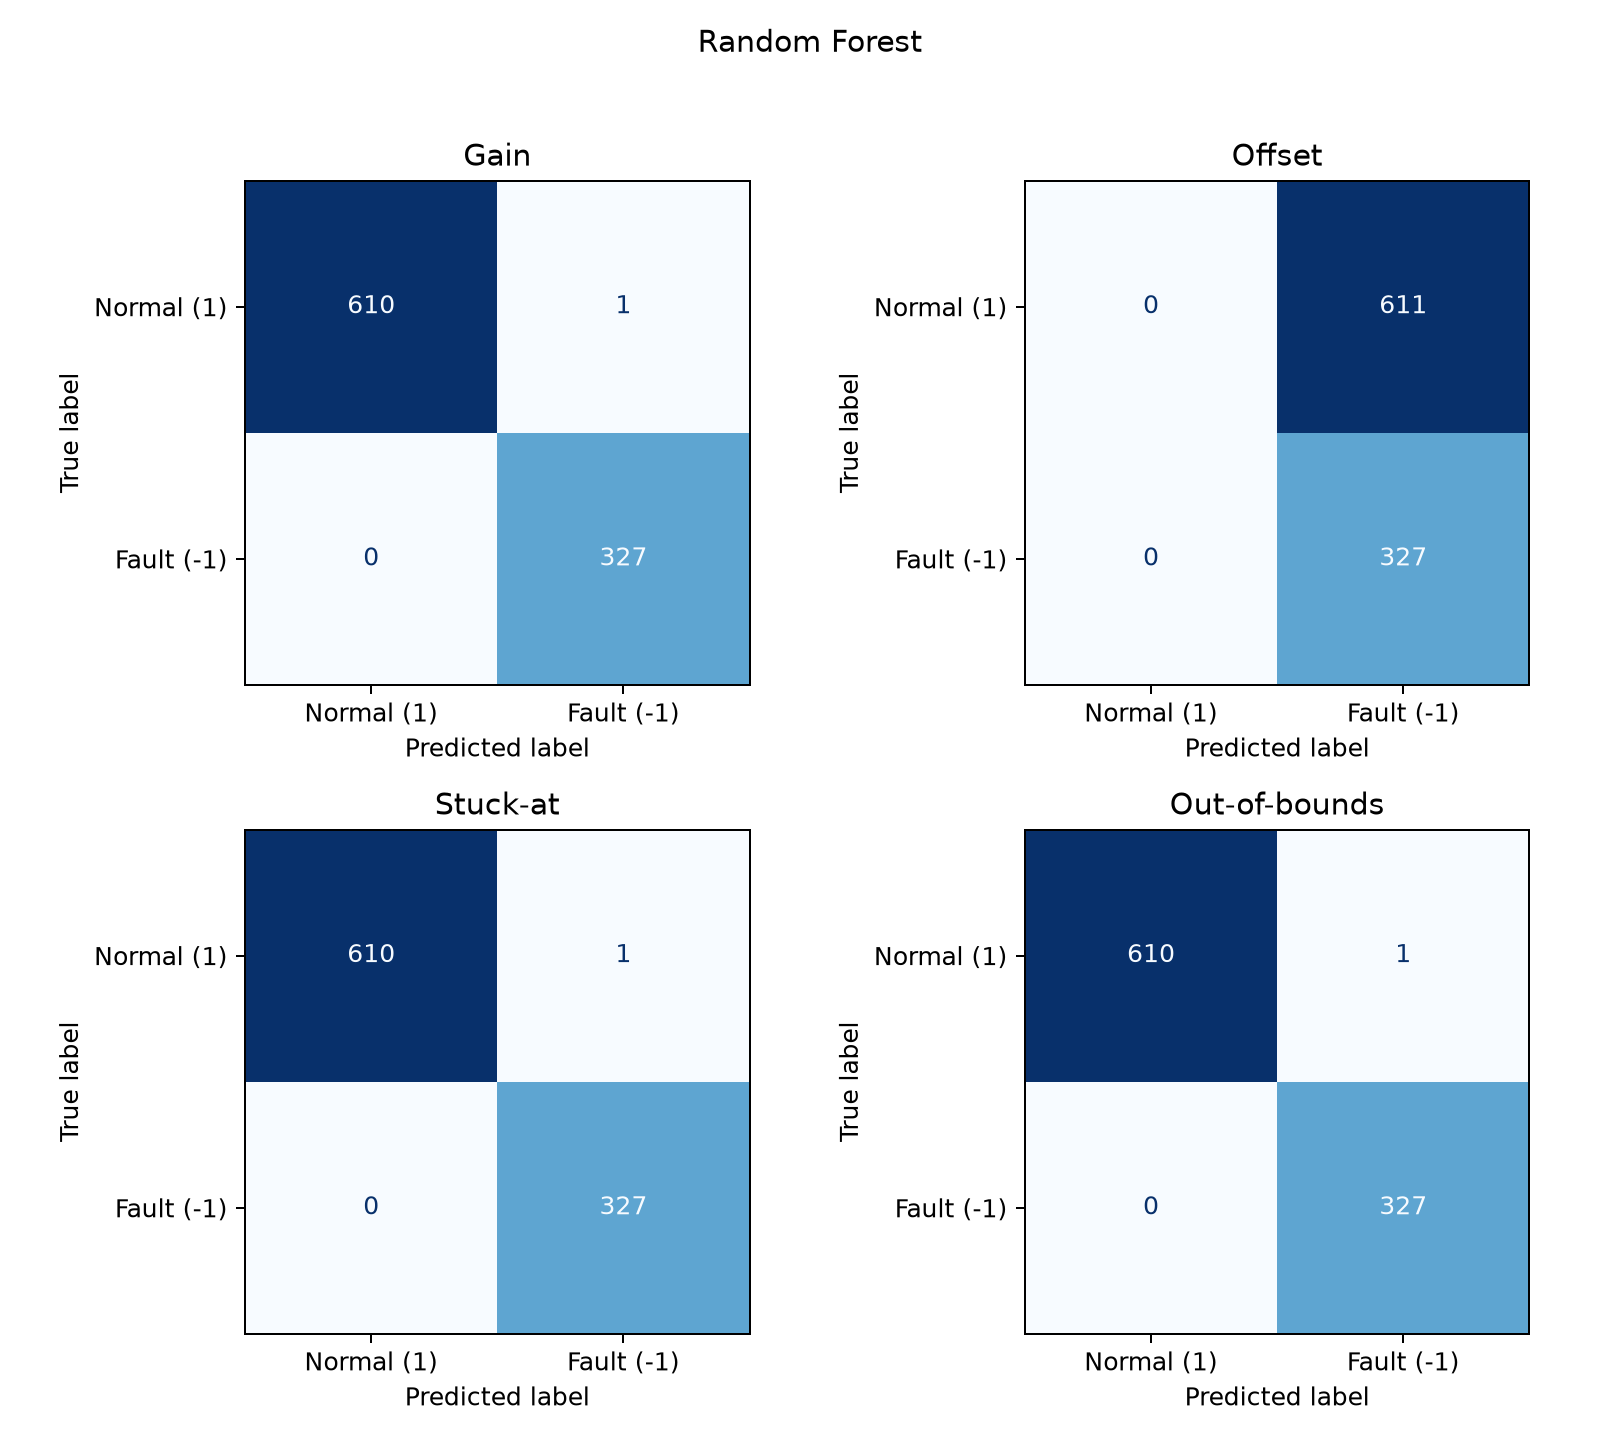 Random Forest
Gain
Normal (1)
610
1
Fault (-1)
0
327
True label
Normal (1)
Fault (-1)
Predicted label
Offset
Normal (1)
0
611
Fault (-1)
0
327
True label
Normal (1)
Fault (-1)
Predicted label
Stuck-at
Normal (1)
610
1
Fault (-1)
0
327
True label
Normal (1)
Fault (-1)
Predicted label
Out-of-bounds
Normal (1)
610
1
Fault (-1)
0
327
True label
Normal (1)
Fault (-1)
Predicted label